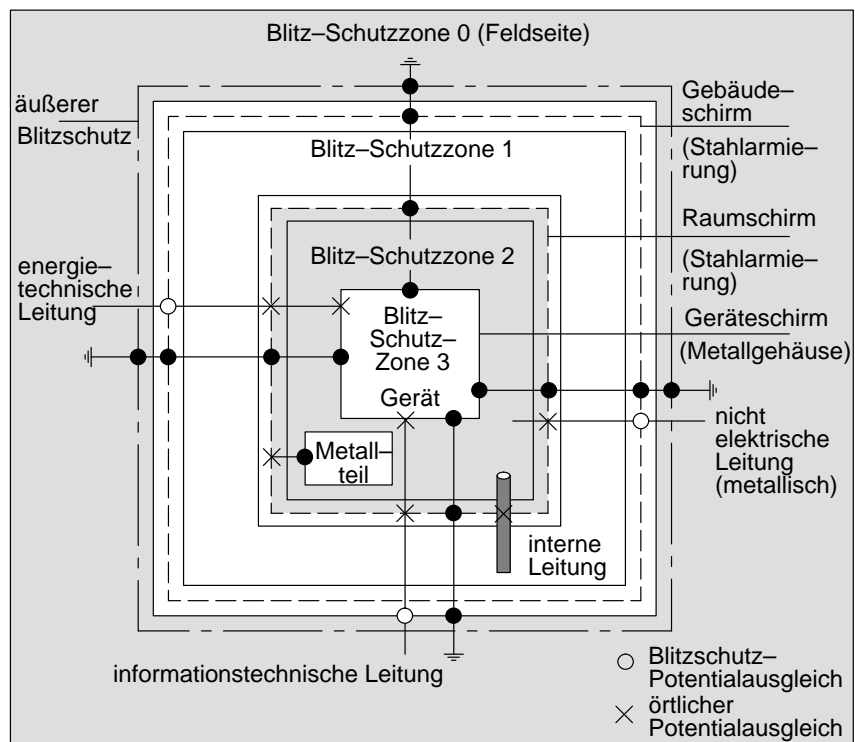 Blitz–Schutzzone 0 (Feldseite)
äußerer
Blitzschutz
Gebäude–
schirm
(Stahlarmie–
rung)
Blitz–Schutzzone 1
Raumschirm
(Stahlarmie–
rung)
Blitz–Schutzzone 2
energie–
technische
Leitung
Blitz–
Schutz–
Zone 3
Gerät
Geräteschirm
(Metallgehäuse)
Metall–
teil
nicht
elektrische
Leitung
(metallisch)
interne
Leitung
informationstechnische Leitung
Blitzschutz–
Potentialausgleich
örtlicher
Potentialausgleich